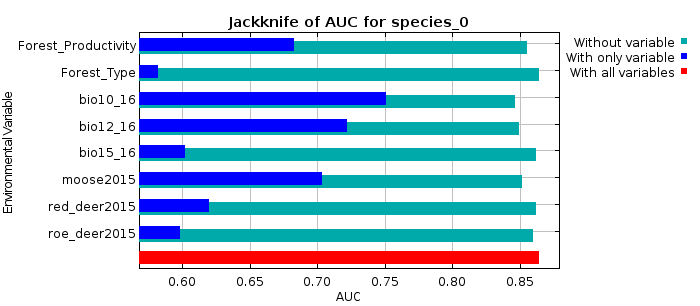 Jackknife of AUC for species_0
Environmental Variable
Forest_Productivity
Forest_Type
bio10_16
bio12_16
bio15_16
moose2015
red_deer2015
roe_deer2015
0.60 0.65 0.70 0.75 0.80 0.85
AUC
Without variable
With only variable
With all variables